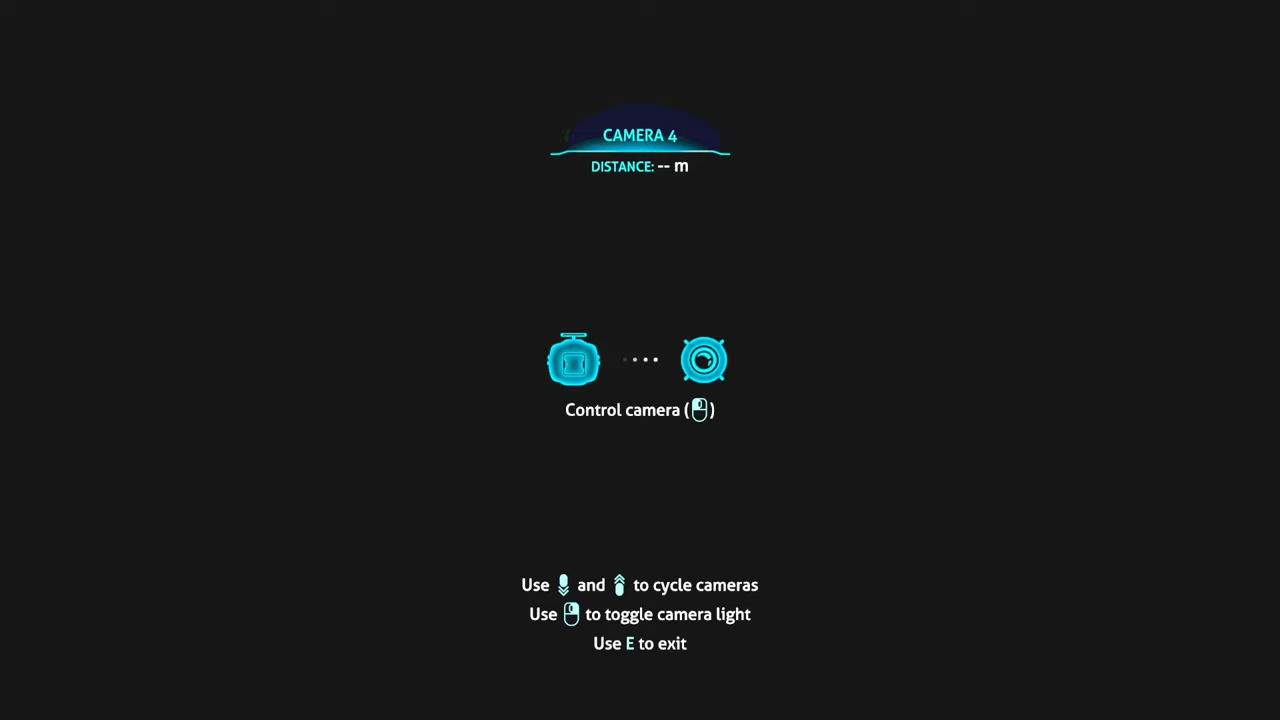 CAMERA 4
DISTANCE: -- m
Control camera ( )
Use and to cycle cameras
Use to toggle camera light
Use E to exit